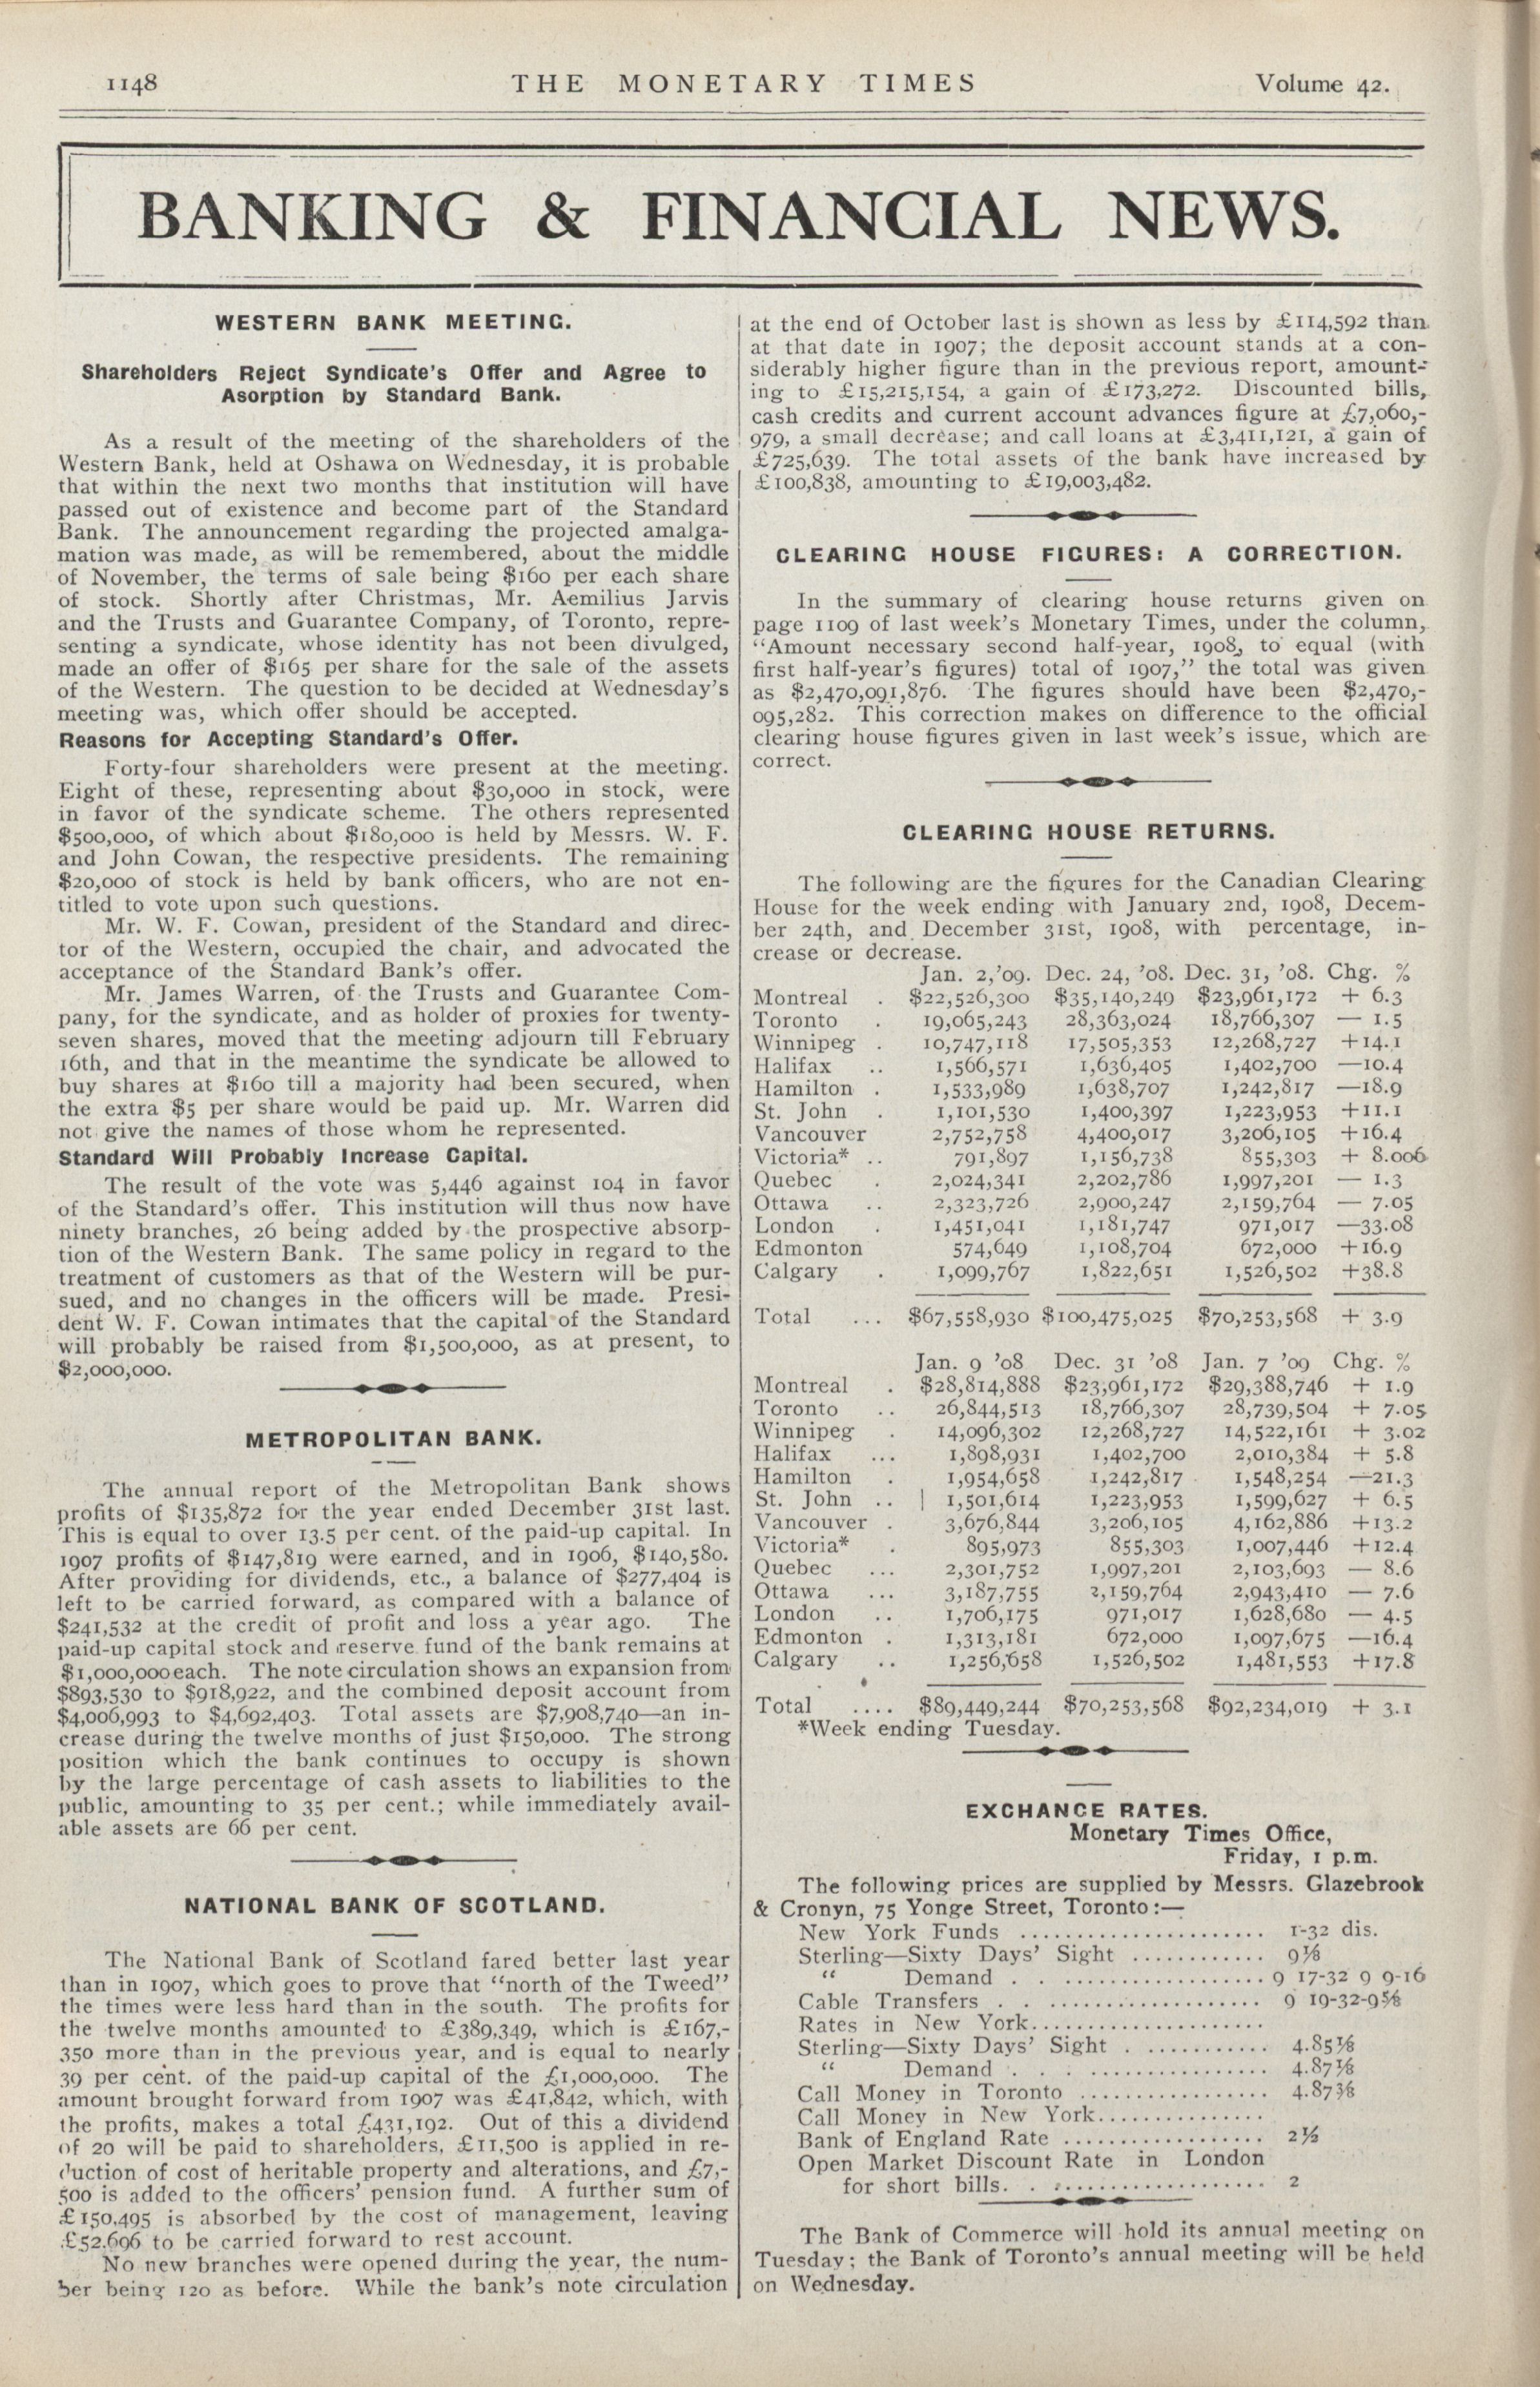 1148 THE MONETARY TIMES Volume 42.
BANKING & FINANCIAL NEWS.
WESTERN BANK MEETING.
Shareholders Reject Syndicate's Offer and Agree to
Asorption by Standard Bank.
As a result of the meeting of the shareholders of the
Western Bank, held at Oshawa on Wednesday, it is probable
that within the next two months that institution will have
passed out of existence and become part of the Standard
Bank. The announcement regarding the projected amalga-
mation was made, as will be remembered, about the middle
of November, the terms of sale being $160 per each share
of stock. Shortly after Christmas, Mr. Aemilius Jarvis
and the Trusts and Guarantee Company, of Toronto, repre-
senting a syndicate, whose identity has not been divulged,
made an offer of $165 per share for the sale of the assets
of the Western. The question to be decided at Wednesday's
meeting was, which offer should be accepted.
Reasons for Accepting Standard's Offer.
Forty-four shareholders were present at the meeting.
Eight of these, representing about $30,000 in stock, were
in favor of the syndicate scheme. The others represented
$500,000, of which about $180,000 is held by Messrs. W. F.
and John Cowan, the respective presidents. The remaining
$20,000 of stock is held by bank officers, who are not en-
titled to vote upon such questions.
Mr. W. F. Cowan, president of the Standard and direc-
tor of the Western, occupied the chair, and advocated the
acceptance of the Standard Bank's offer.
Mr. James Warren, of the Trusts and Guarantee Com-
pany, for the syndicate, and as holder of proxies for twenty-
seven shares, moved that the meeting adjourn till February
16th, and that in the meantime the syndicate be allowed to
buy shares at $160 till a majority had been secured, when
the extra $5 per share would be paid up. Mr. Warren did
not give the names of those whom he represented.
Standard Will Probably Increase Capital.
The result of the vote was 5,446 against 104 in favor
of the Standard's offer. This institution will thus now have
ninety branches, 26 being added by the prospective absorp-
tion of the Western Bank. The same policy in regard to the
treatment of customers as that of the Western will be pur-
sued, and no changes in the officers will be made. Presi-
dent W. F. Cowan intimates that the capital of the Standard
will probably be raised from $1,500,000, as at present, to
$2,000,000.
METROPOLITAN BANK.
The annual report of the Metropolitan Bank shows
profits of $135,872 for the year ended December 31st last.
This is equal to over 13.5 per cent. of the paid-up capital. In
1907 profits of $147,819 were earned, and in 1906, $140,580.
After providing for dividends, etc., a balance of $277,404 is
left to be carried forward, as compared with a balance of
$241,532 at the credit of profit and loss a year ago. The
paid-up capital stock and reserve fund of the bank remains at
$1,000,000 each. The note circulation shows an expansion from
$893,530 to $918,922, and the combined deposit account from
$4,006,993 to $4,692,403. Total assets are $7,908,740—an in-
crease during the twelve months of just $150,000. The strong
position which the bank continues to occupy is shown
by the large percentage of cash assets to liabilities to the
public, amounting to 35 per cent.; while immediately avail-
able assets are 66 per cent.
NATIONAL BANK OF SCOTLAND.
The National Bank of Scotland fared better last year
than in 1907, which goes to prove that "north of the Tweed"
the times were less hard than in the south. The profits for
the twelve months amounted to £389,349, which is £167,-
350 more than in the previous year, and is equal to nearly
39 per cent. of the paid-up capital of the £1,000,000. The
amount brought forward from 1907 was £41,842, which, with
the profits, makes a total £431,192. Out of this a dividend
of 20 will be paid to shareholders, £11,500 is applied in re-
duction of cost of heritable property and alterations, and £7,-
500 is added to the officers' pension fund. A further sum of
£150,495 is absorbed by the cost of management, leaving
£52,696 to be carried forward to rest account.
No new branches were opened during the year, the num-
ber being 120 as before. While the bank's note circulation
at the end of October last is shown as less by £114,592 than
at that date in 1907; the deposit account stands at a con-
siderably higher figure than in the previous report, amount-
ing to £15,215,154, a gain of £173,272. Discounted bills,
cash credits and current account advances figure at £7,060,-
979, a small decrease; and call loans at £3,411,121, a gain of
£725,639. The total assets of the bank have increased by
£100,838, amounting to £19,003,482.
CLEARING HOUSE FIGURES: A CORRECTION.
In the summary of clearing house returns given on
page 1109 of last week's Monetary Times, under the column,
"Amount necessary second half-year, 1908, to equal (with
first half-year's figures) total of 1907," the total was given
as $2,470,091,876. The figures should have been $2,470,-
095,282. This correction makes on difference to the official
clearing house figures given in last week's issue, which are
correct.
CLEARING HOUSE RETURNS.
The following are the figures for the Canadian Clearing
House for the week ending with January 2nd, 1908, Decem-
ber 24th, and December 31st, 1908, with percentage, in-
crease or decrease.
Jan. 2,'09. Dec. 24, '08. Dec. 31, '08. Chg. %
Montreal . $22,526,300 $35,140,249 $23,961,172 + 6.3
Toronto . 19,065,243 28,363,024 18,766,307 — 1.5
Winnipeg . 10,747,118 17,505,353 12,268,727 +14.1
Halifax .. 1,566,571 1,636,405 1,402,700 —10.4
Hamilton . 1,533,989 1,638,707 1,242,817 —18.9
St. John . 1,101,530 1,400,397 1,223,953 +11.1
Vancouver 2,752,758 4,400,017 3,206,105 +16.4
Victoria* .. 791,897 1,156,738 855,303 + 8.006
Quebec . 2,024,341 2,202,786 1,997,201 — 1.3
Ottawa .. 2,323,726 2,900,247 2,159,764 — 7.05
London . 1,451,041 1,181,747 971,017 —33.08
Edmonton 574,649 1,108,704 672,000 +16.9
Calgary . 1,099,767 1,822,651 1,526,502 +38.8
Total ... $67,558,930 $100,475,025 $70,253,568 + 3.9
Jan. 9 '08 Dec. 31 '08 Jan. 7 '09 Chg. %
Montreal . $28,814,888 $23,961,172 $29,388,746 + 1.9
Toronto .. 26,844,513 18,766,307 28,739,504 + 7.05
Winnipeg . 14,096,302 12,268,727 14,522,161 + 3.02
Halifax ... 1,898,931 1,402,700 2,010,384 + 5.8
Hamilton . 1,954,658 1,242,817 1,548,254 —21.3
St. John .. 1,501,614 1,223,953 1,599,627 + 6.5
Vancouver . 3,676,844 3,206,105 4,162,886 +13.2
Victoria* . 895,973 855,303 1,007,446 +12.4
Quebec ... 2,301,752 1,997,201 2,103,693 — 8.6
Ottawa ... 3,187,755 2,159,764 2,943,410 — 7.6
London .. 1,706,175 971,017 1,628,680 — 4.5
Edmonton . 1,313,181 672,000 1,097,675 —16.4
Calgary .. 1,256,658 1,526,502 1,481,553 +17.8
Total .... $89,449,244 $70,253,568 $92,234,019 + 3.1
*Week ending Tuesday.
EXCHANGE RATES.
Monetary Times Office,
Friday, 1 p.m.
The following prices are supplied by Messrs. Glazebrook
& Cronyn, 75 Yonge Street, Toronto:—
New York Funds ...................... 1-32 dis.
Sterling—Sixty Days' Sight ............ 9⅛
" Demand . . .................. 9 17-32 9 9-16
Cable Transfers . . ................... 9 19-32-9⅝
Rates in New York.....................
Sterling—Sixty Days' Sight . ........... 4.85⅛
" Demand . . . ................ 4.87⅛
Call Money in Toronto ................. 4.87⅜
Call Money in New York...............
Bank of England Rate .................. 2½
Open Market Discount Rate in London
for short bills. . .................... 2
The Bank of Commerce will hold its annual meeting on
Tuesday; the Bank of Toronto's annual meeting will be held
on Wednesday.